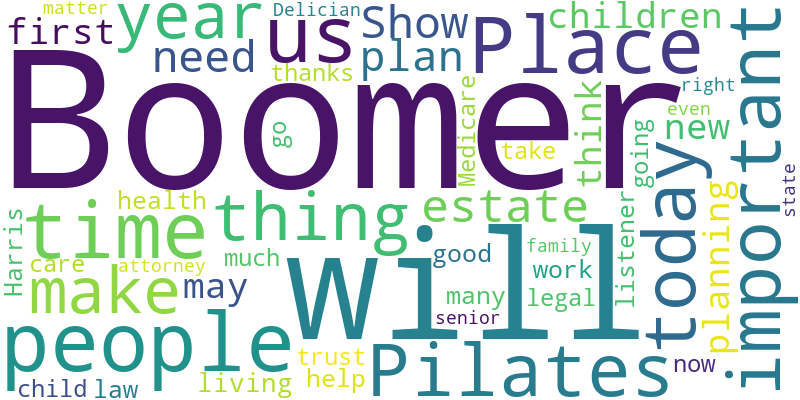 matter
Delician
first
year
us
Show
children
Place
need
plan
thanks
important
Boomer
right
go
Medicare
think
even
new
take
going
today
state
health
thing
estate
listener
planning
Harris
time
care
attorney
much
will
good
family
work
make
may
many
legal
senior
people
Pilates
trust
help
now
child
law
living